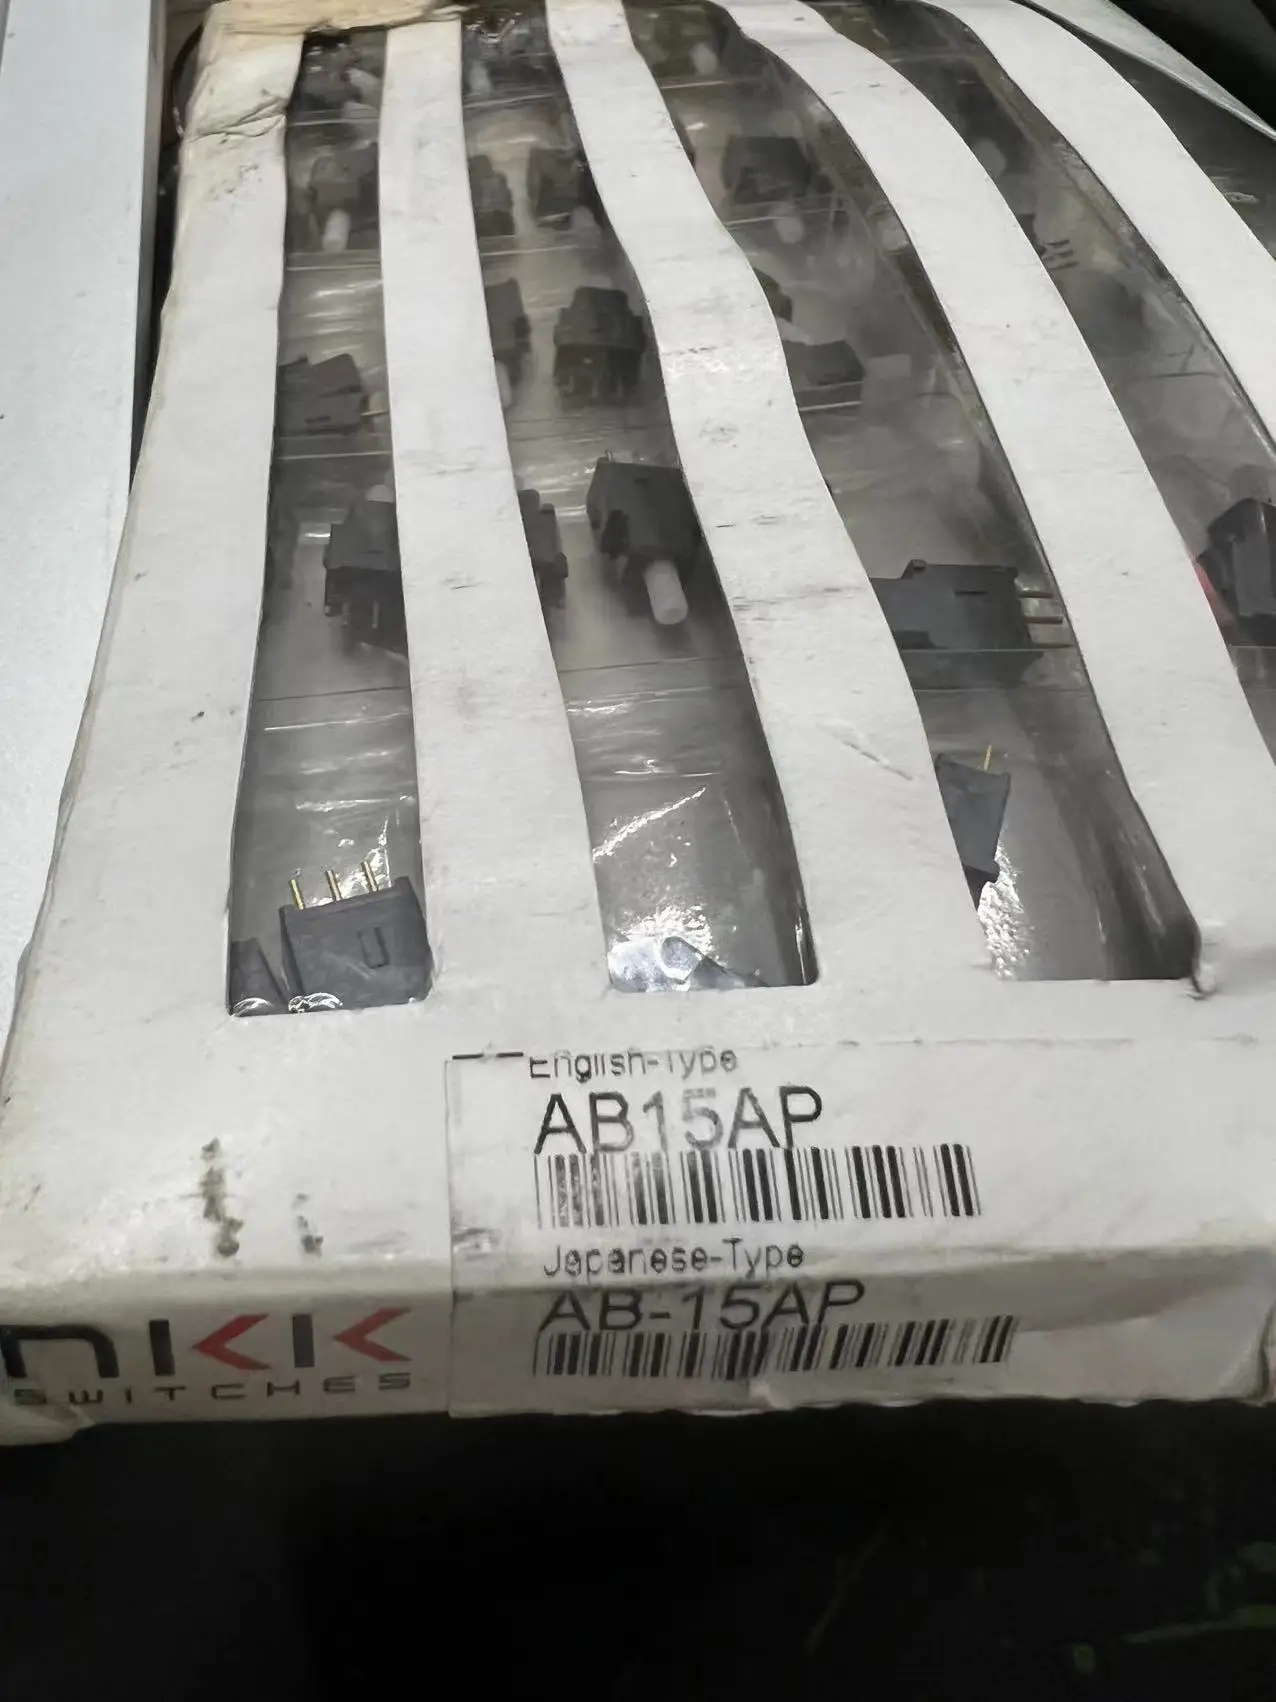 English-Type
AB15AP
Japanese-Type
AB-15AP
nkk
SWITCHES